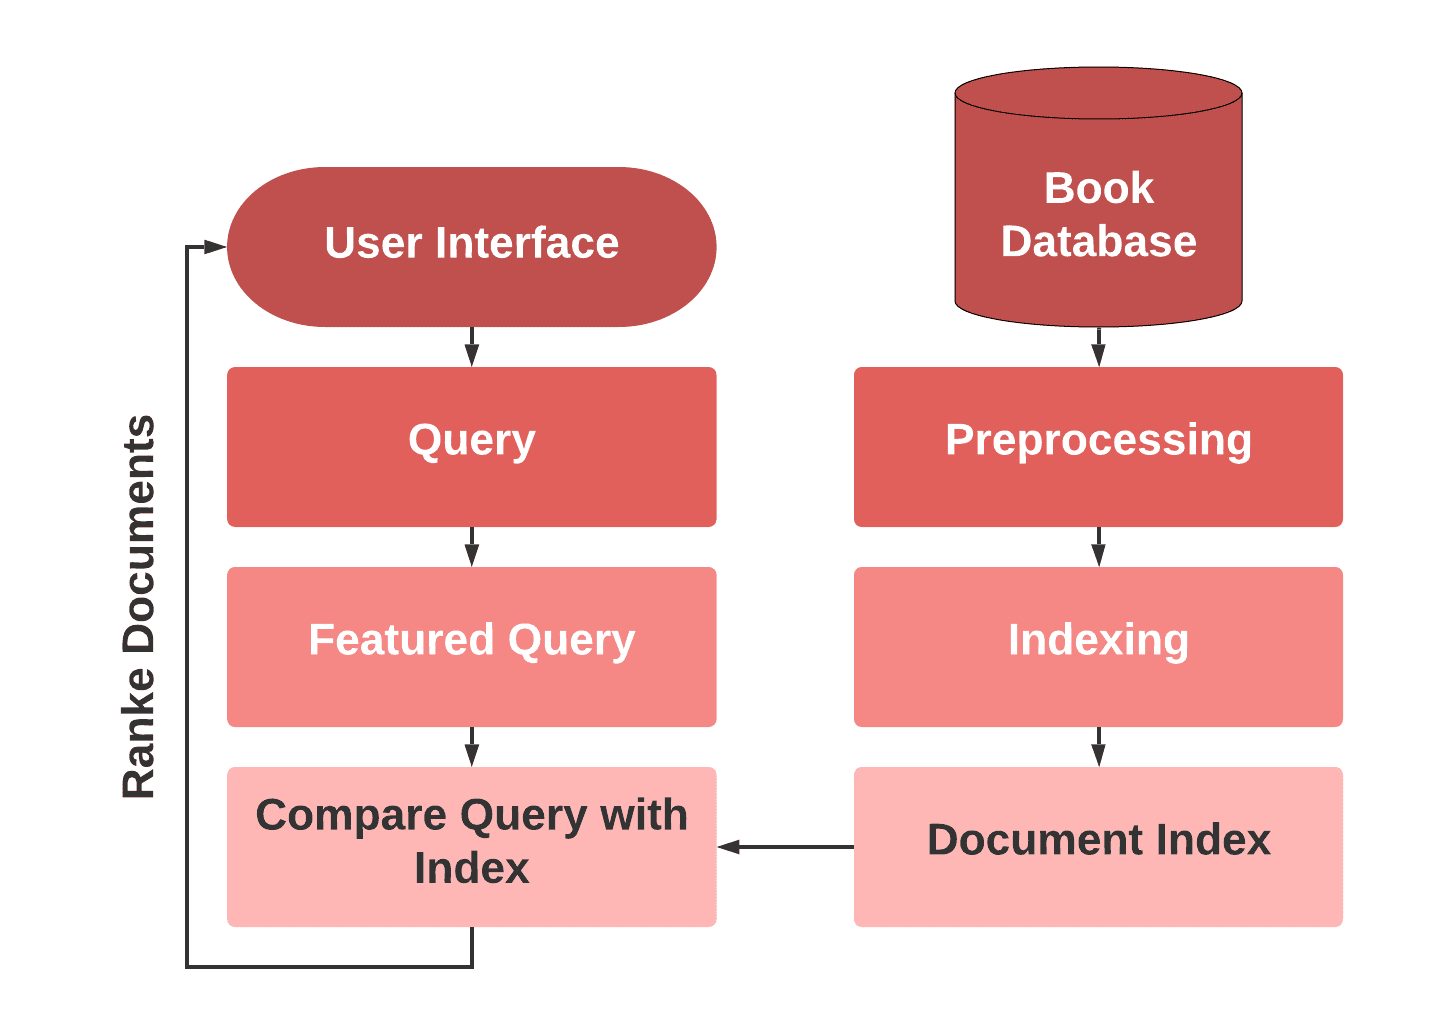 User Interface
Query
Featured Query
Compare Query with
Index
Ranke Documents
Book
Database
Preprocessing
Indexing
Document Index